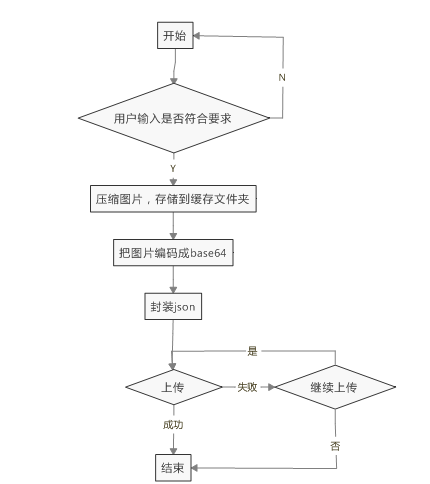 开始
N
用户输入是否符合要求
Y
压缩图片，存储到缓存文件夹
把图片编码成base64
封装json
是
上传
失败
继续上传
成功
否
结束